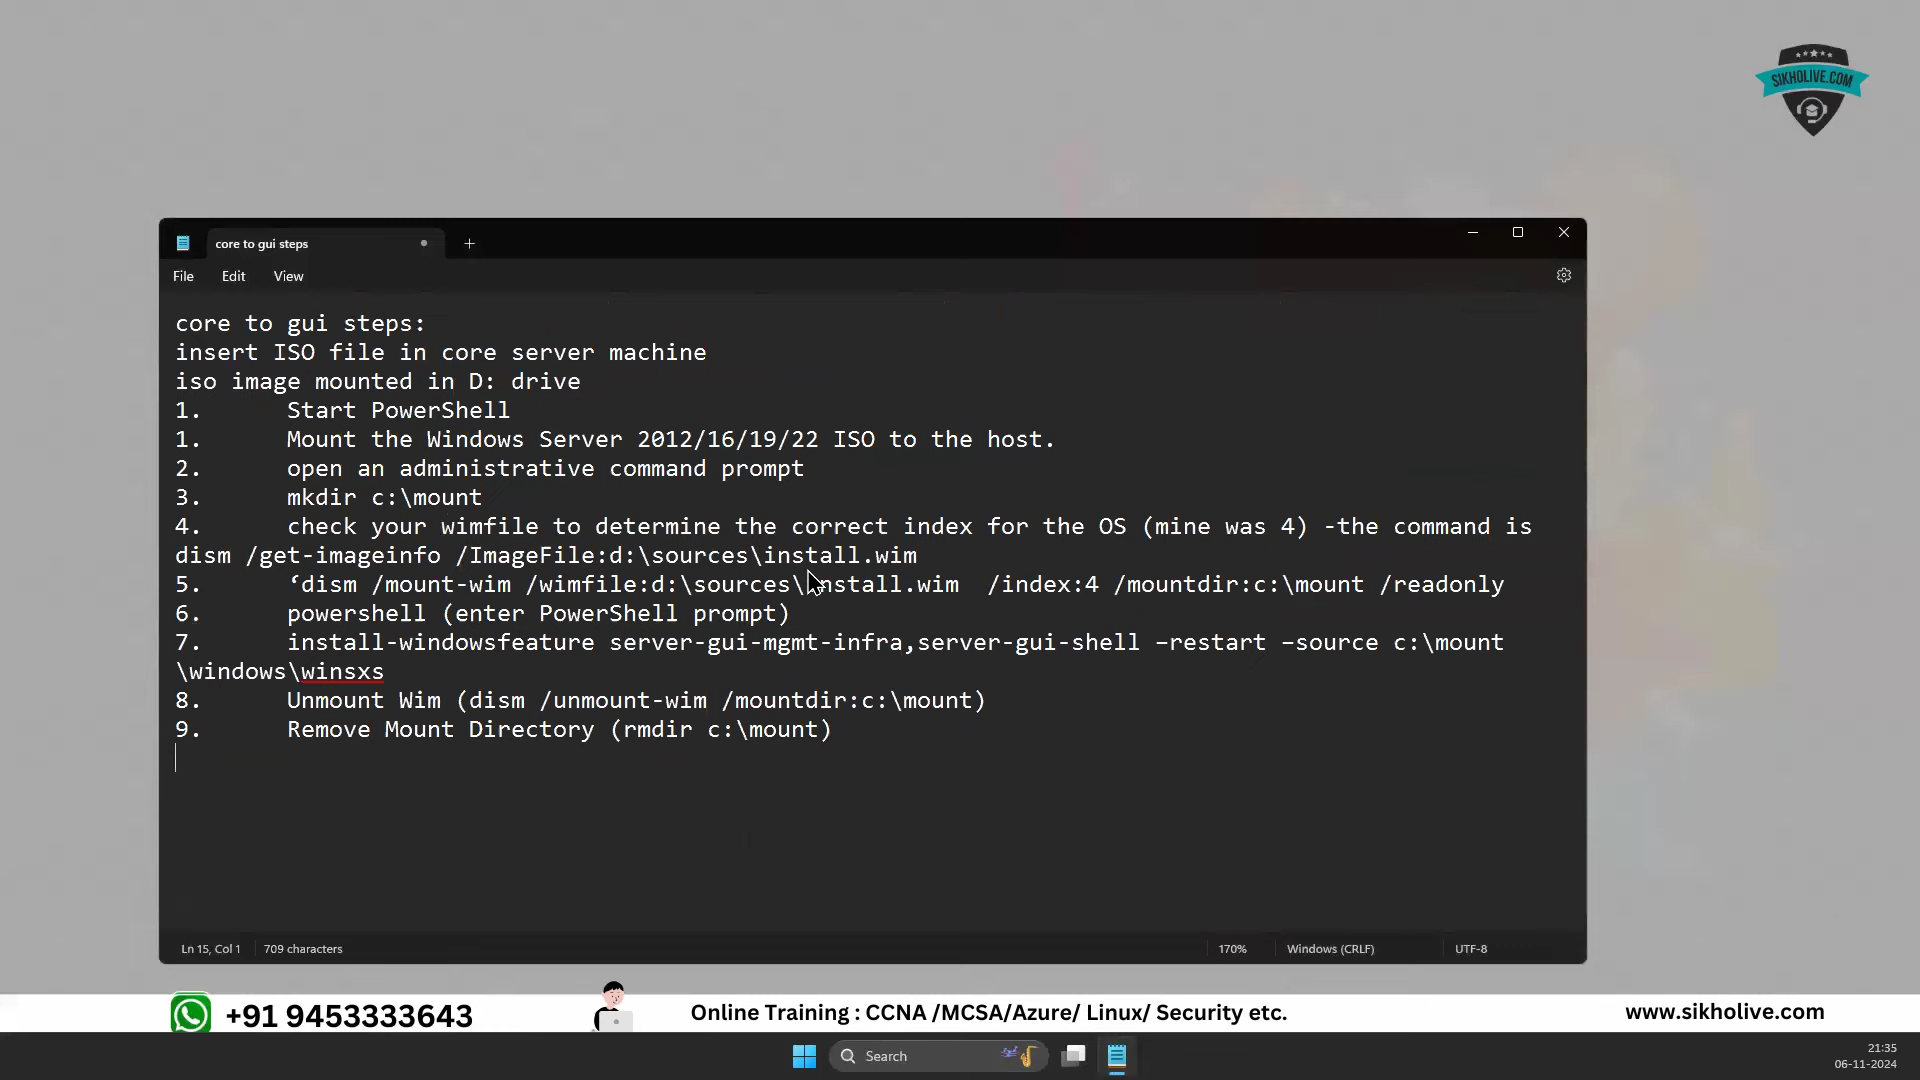 SIKHOLIVE.COM
core to gui steps
File Edit View
core to gui steps:
insert ISO file in core server machine
iso image mounted in D: drive
1. Start PowerShell
1. Mount the Windows Server 2012/16/19/22 ISO to the host.
2. open an administrative command prompt
3. mkdir c:\mount
4. check your wimfile to determine the correct index for the OS (mine was 4) -the command is
dism /get-imageinfo /ImageFile:d:\sources\install.wim
5. ‘dism /mount-wim /wimfile:d:\sources\install.wim  /index:4 /mountdir:c:\mount /readonly
6. powershell (enter PowerShell prompt)
7. install-windowsfeature server-gui-mgmt-infra,server-gui-shell –restart –source c:\mount
\windows\winsxs
8. Unmount Wim (dism /unmount-wim /mountdir:c:\mount)
9. Remove Mount Directory (rmdir c:\mount)
Ln 15, Col 1 709 characters 170% Windows (CRLF) UTF-8
+91 9453333643 Online Training : CCNA /MCSA/Azure/ Linux/ Security etc. www.sikholive.com
Search
21:35
06-11-2024